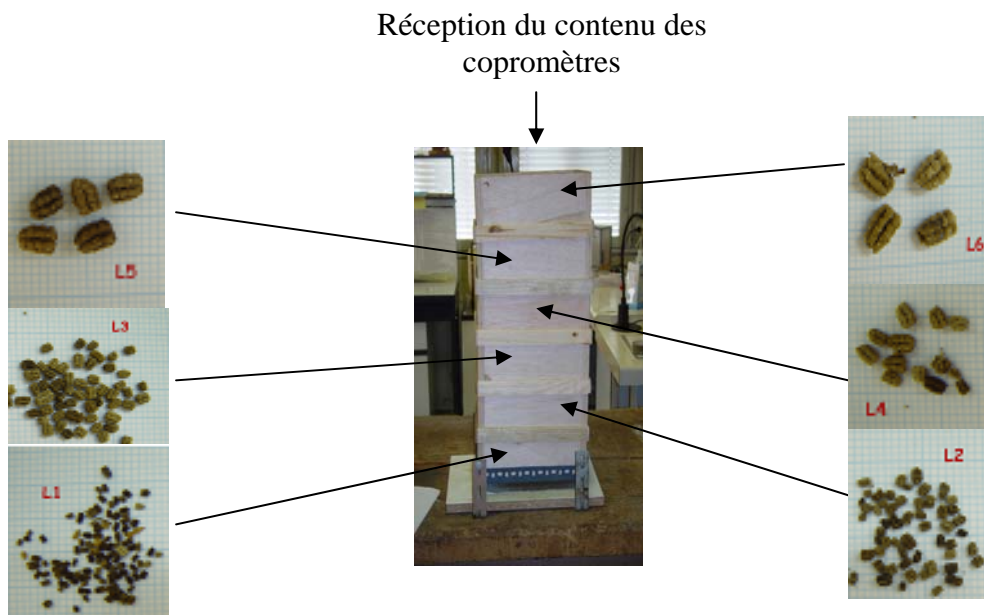 Réception du contenu des
copromètres
L5
L6
L3
L4
L1
L2